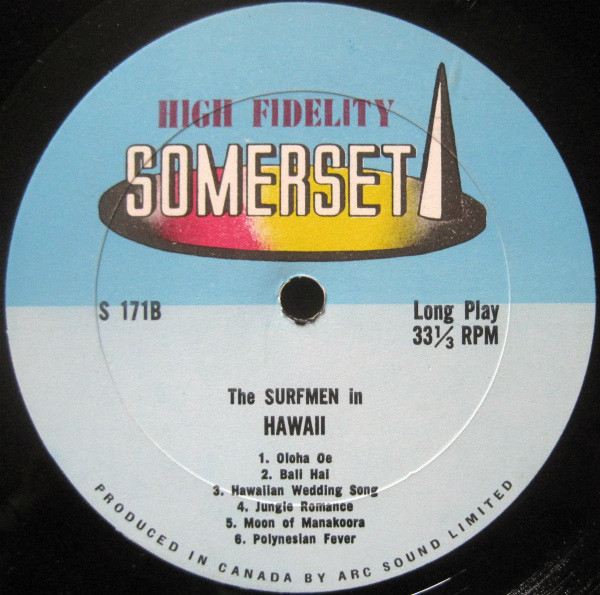 HIGH FIDELITY
SOMERSET
S 171B
Long Play
33 1/3 RPM
The SURFMEN in
HAWAII
1. Oloha Oe
2. Bali Hai
3. Hawaiian Wedding Song
4. Jungle Romance
5. Moon of Manakoora
6. Polynesian Fever
PRODUCED IN CANADA BY ARC SOUND LIMITED